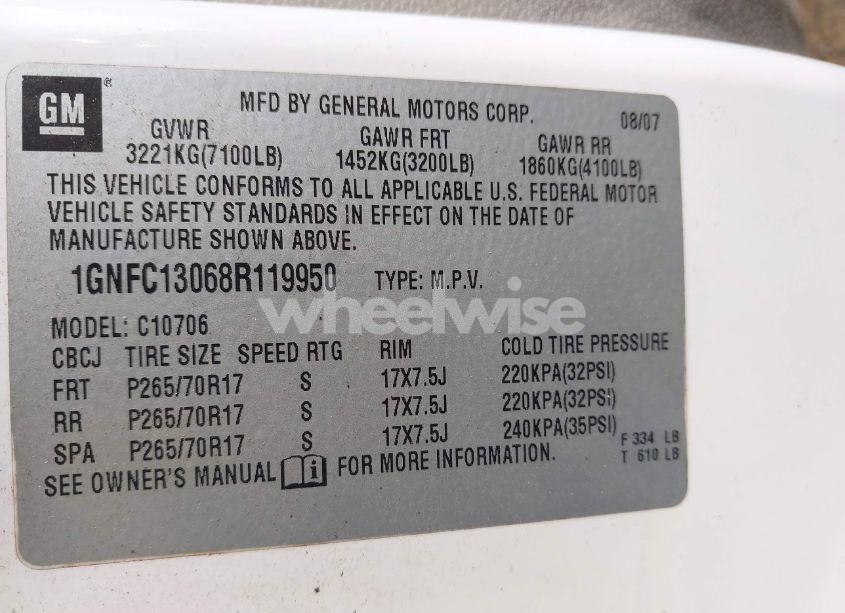 GM ®
MFD BY GENERAL MOTORS CORP. 08/07
GVWR GAWR FRT GAWR RR
3221KG(7100LB) 1452KG(3200LB) 1860KG(4100LB)
THIS VEHICLE CONFORMS TO ALL APPLICABLE U.S. FEDERAL MOTOR
VEHICLE SAFETY STANDARDS IN EFFECT ON THE DATE OF
MANUFACTURE SHOWN ABOVE.
1GNFC13068R119950 TYPE: M.P.V.
wheelwise
MODEL: C10706
CBCJ TIRE SIZE SPEED RTG RIM COLD TIRE PRESSURE
FRT P265/70R17 S 17X7.5J 220KPA(32PSI)
RR P265/70R17 S 17X7.5J 220KPA(32PSI)
SPA P265/70R17 S 17X7.5J 240KPA(35PSI)
F 334 LB
T 610 LB
SEE OWNER'S MANUAL i FOR MORE INFORMATION.